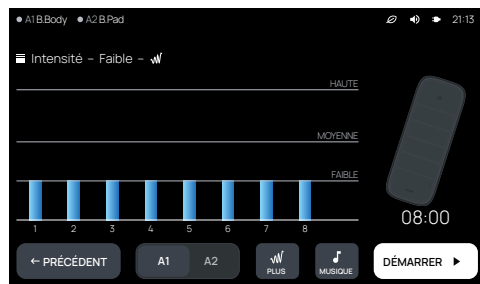 A1 B.Body A2 B.Pad 21:13
Intensité – Faible –
HAUTE
MOYENNE
FAIBLE
1 2 3 4 5 6 7 8
08:00
← PRÉCÉDENT A1 A2 PLUS MUSIQUE DÉMARRER